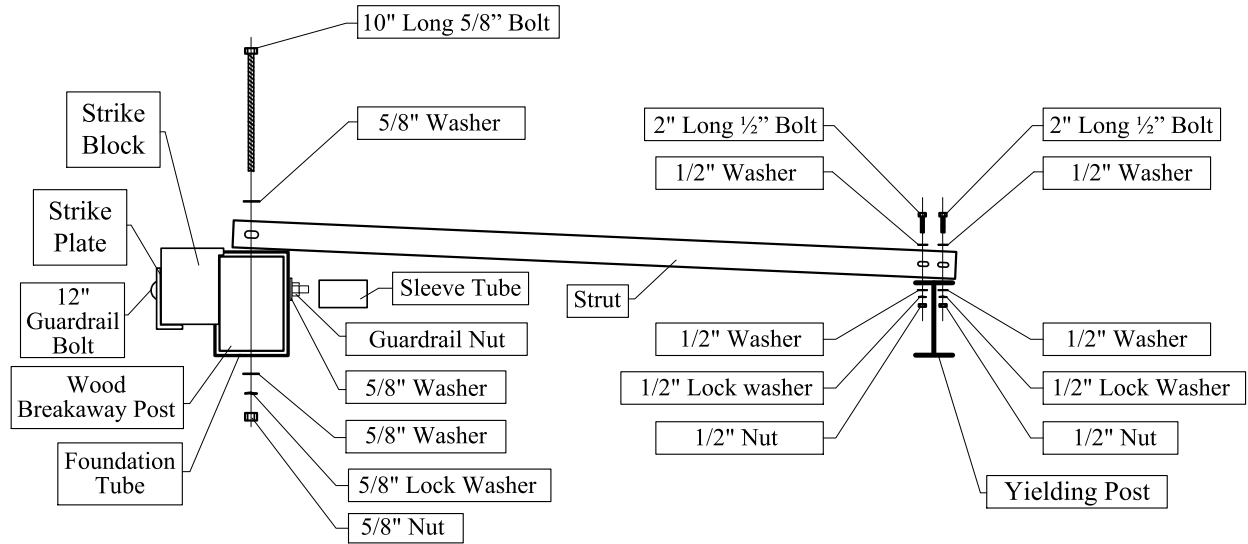 10" Long 5/8” Bolt
Strike
Block
5/8" Washer
2" Long ½” Bolt
2" Long ½” Bolt
1/2" Washer
1/2" Washer
Strike
Plate
12"
Guardrail
Bolt
Sleeve Tube
Strut
Guardrail Nut
1/2" Washer
1/2" Washer
Wood
Breakaway Post
5/8" Washer
1/2" Lock washer
1/2" Lock Washer
5/8" Washer
1/2" Nut
1/2" Nut
Foundation
Tube
5/8" Lock Washer
Yielding Post
5/8" Nut